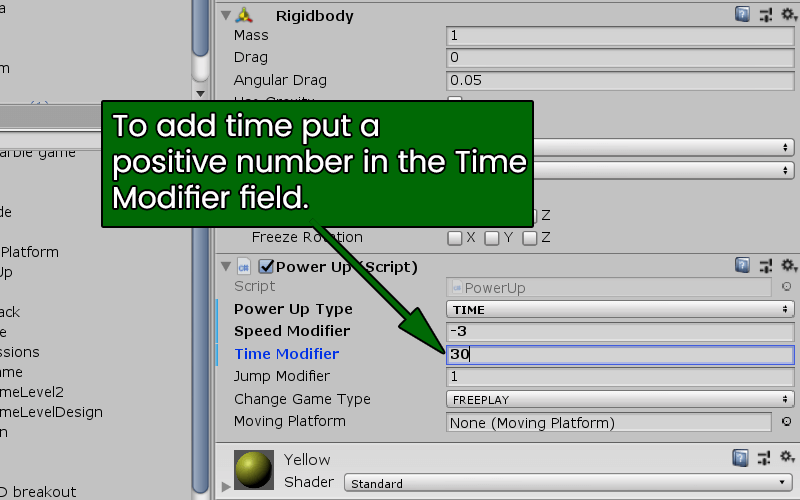 Rigidbody
Mass 1
Drag 0
Angular Drag 0.05
To add time put a
positive number in the Time
Modifier field.
Z
Freeze Rotation X Y Z
Power Up (Script)
Script PowerUp
Power Up Type TIME
Speed Modifier -3
Time Modifier 30
Jump Modifier 1
Change Game Type FREEPLAY
Moving Platform None (Moving Platform)
Yellow
Shader Standard
a
m
arble game
de
Platform
Up
ack
e
ssions
ame
meLevel2
meLevelDesign
n
D breakout